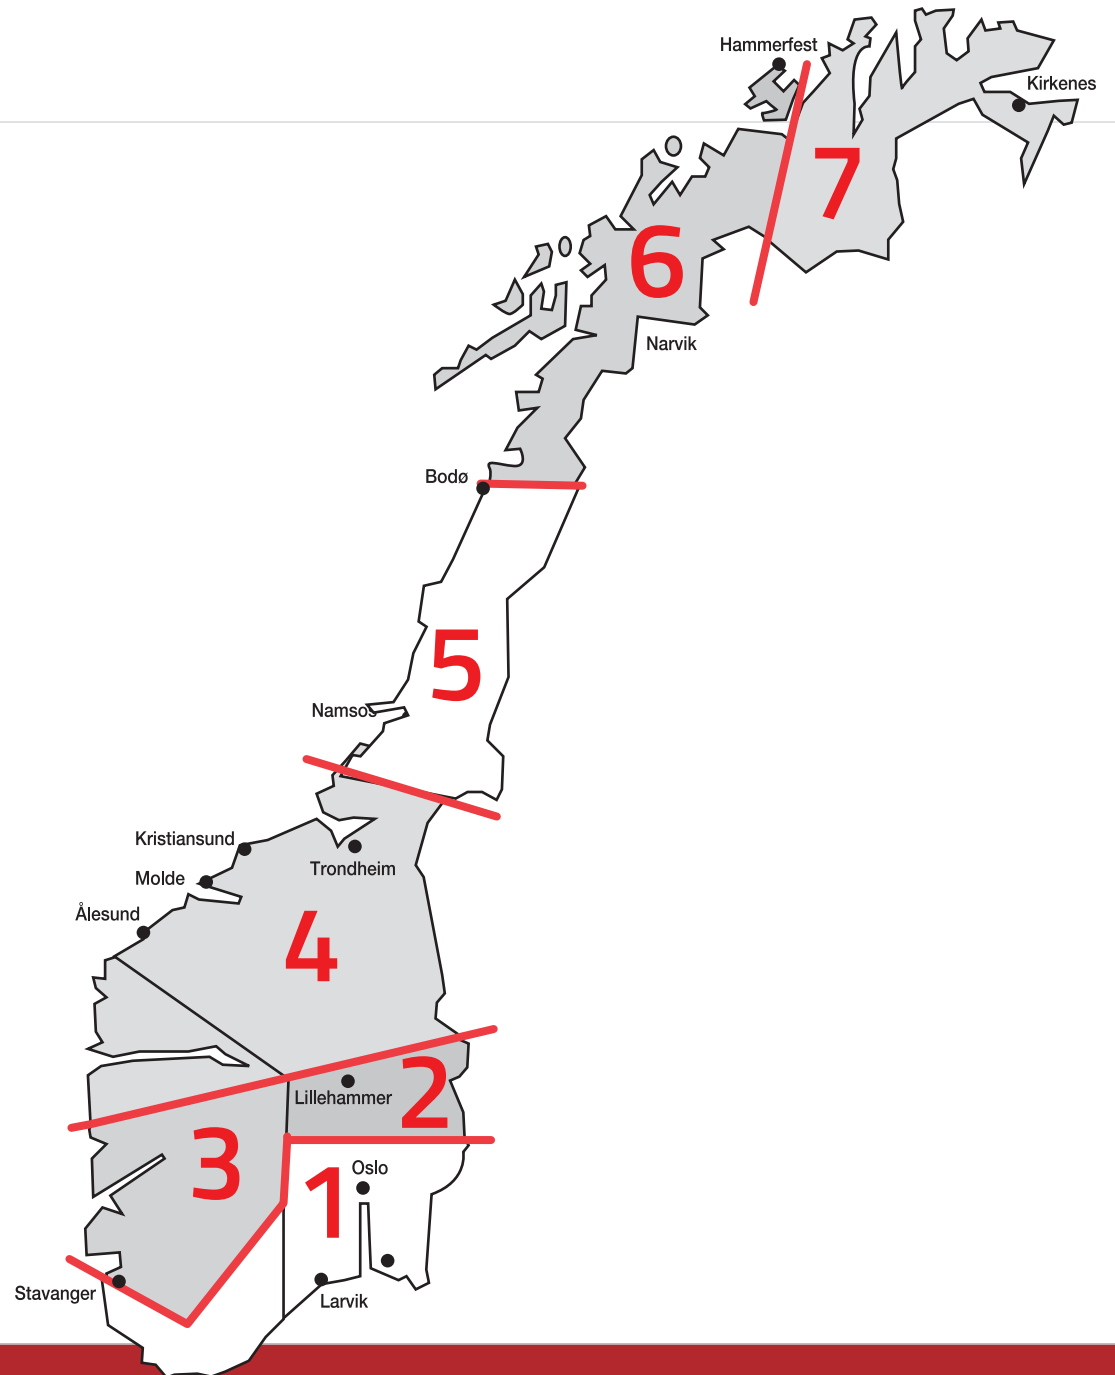 Hammerfest
Kirkenes
7
6
Narvik
Bodø
5
Namsos
Kristiansund
Trondheim
Molde
Ålesund
4
2
Lillehammer
3
1
Oslo
Stavanger
Larvik